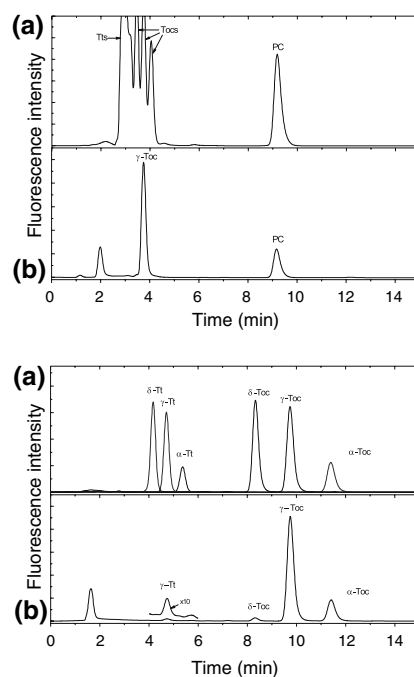 (a)
Fluorescence intensity
Tts
Tocs
PC
(b)
γ-Toc
PC
0 2 4 6 8 10 12 14
Time (min)
(a)
Fluorescence intensity
δ-Tt
γ-Tt
α-Tt
δ-Toc
γ-Toc
α-Toc
(b)
γ-Tt
x10
δ-Toc
γ-Toc
α-Toc
0 2 4 6 8 10 12 14
Time (min)